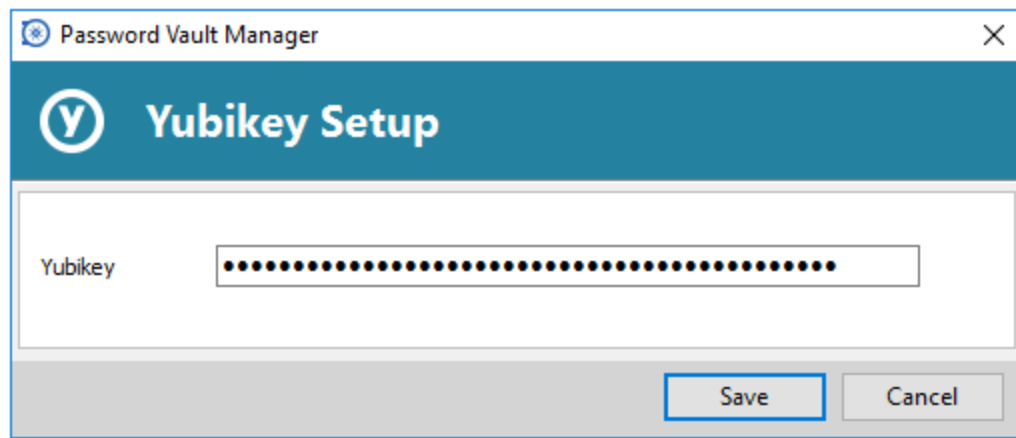 Password Vault Manager
y Yubikey Setup
Yubikey ••••••••••••••••••••••••••••••••••••••••••••
Save Cancel